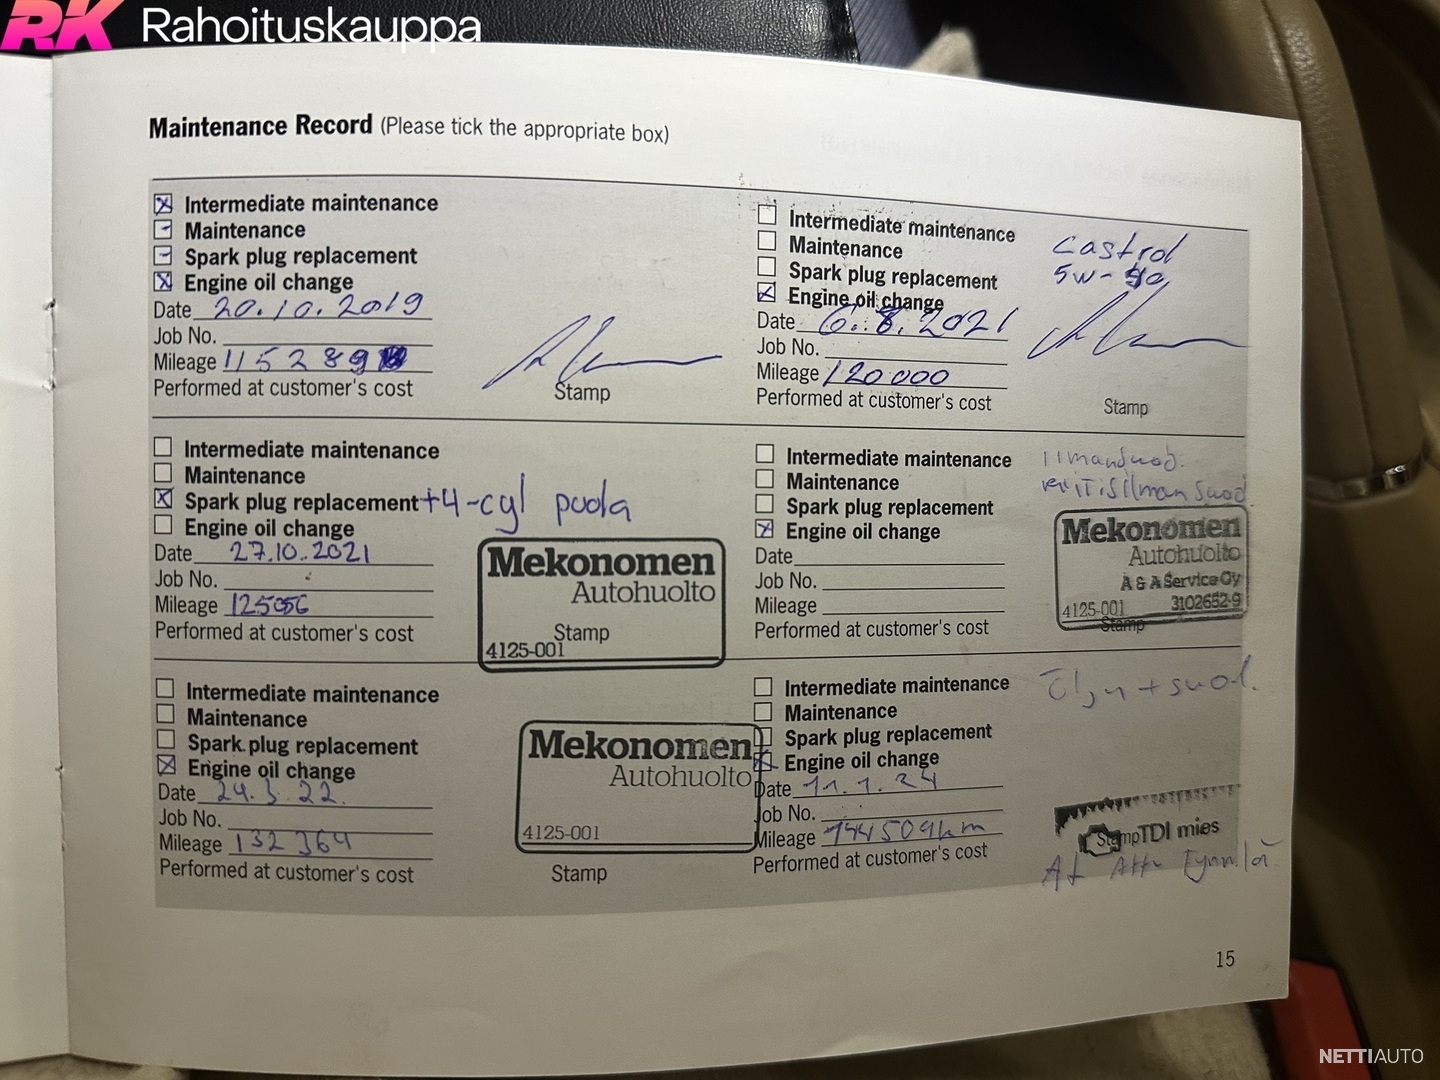 RK Rahoituskauppa
Maintenance Record (Please tick the appropriate box)
Intermediate maintenance
Maintenance
Spark plug replacement
Engine oil change
Date 20.10.2019
Job No.
Mileage 115289
Performed at customer's cost
Stamp
Intermediate maintenance
Maintenance
Spark plug replacement
Engine oil change
Date 6.8.2021
Job No.
Mileage 120000
Performed at customer's cost
Castrol
5w-
Stamp
Intermediate maintenance
Maintenance
Spark plug replacement +4-cyl puola
Engine oil change
Date 27.10.2021
Job No.
Mileage 125056
Performed at customer's cost
Mekonomen
Autohuolto
Stamp
4125-001
Intermediate maintenance
Maintenance
Spark plug replacement
Engine oil change
Date
Job No.
Mileage
Performed at customer's cost
ilmansuod.
Mekonomen
Autohuolto
A & A Service Oy
4125-001 3102652-9
Stamp
Intermediate maintenance
Maintenance
Spark plug replacement
Engine oil change
Date
Job No.
Mileage 132364
Performed at customer's cost
Mekonomen
Autohuolto
4125-001
Stamp
Intermediate maintenance
Maintenance
Spark plug replacement
Engine oil change
Date 11.1.24
Job No.
Mileage 144509km
Performed at customer's cost
Öljy + suod.
Stamp TDI mies
15
NETTIAUTO